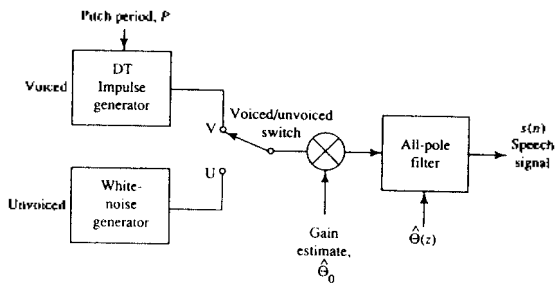 Pitch period, P
Voiced
DT
Impulse
generator
Voiced/unvoiced
switch
V
U
Unvoiced
White-
noise
generator
Gain
estimate,
Θ̂₀
All-pole
filter
Θ̂(z)
s(n)
Speech
signal